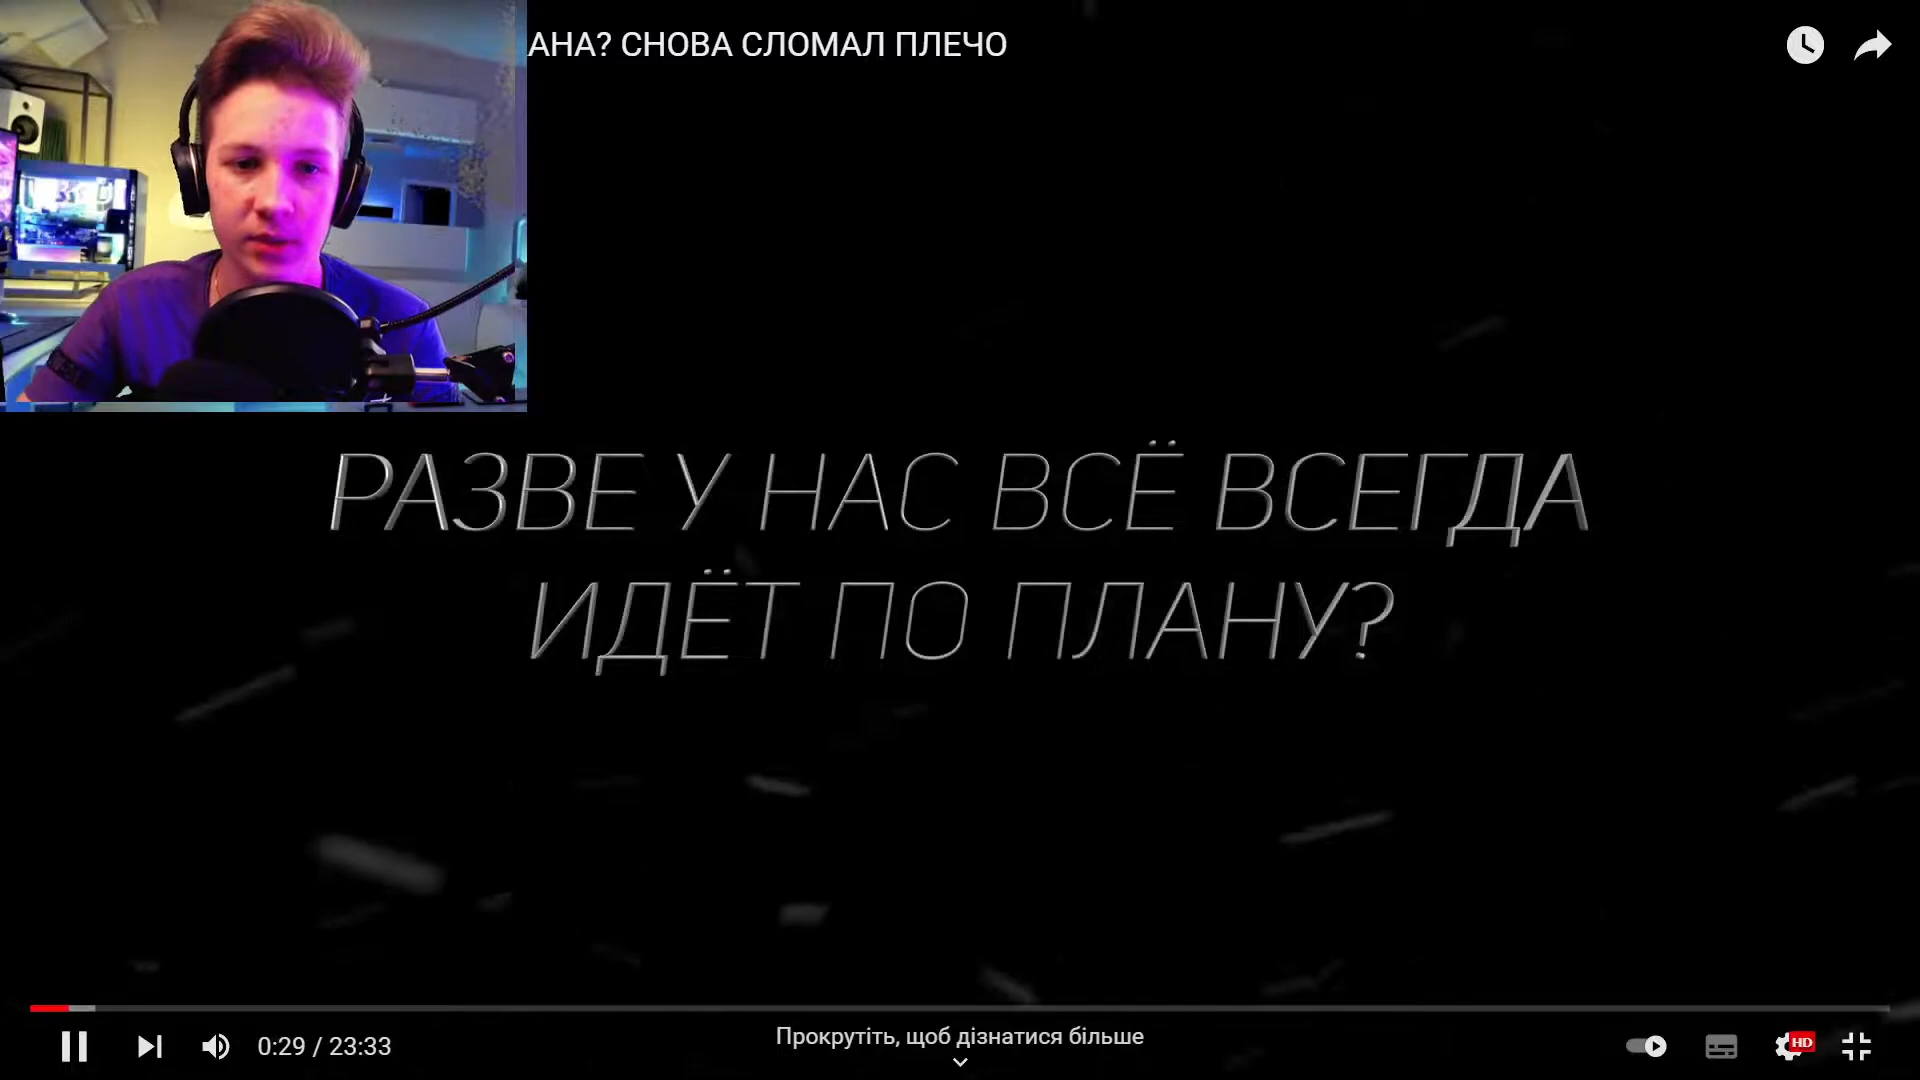 АНА? СНОВА СЛОМАЛ ПЛЕЧО
РАЗВЕ У НАС ВСЁ ВСЕГДА
ИДЁТ ПО ПЛАНУ?
0:29 / 23:33
Прокрутіть, щоб дізнатися більше
HD